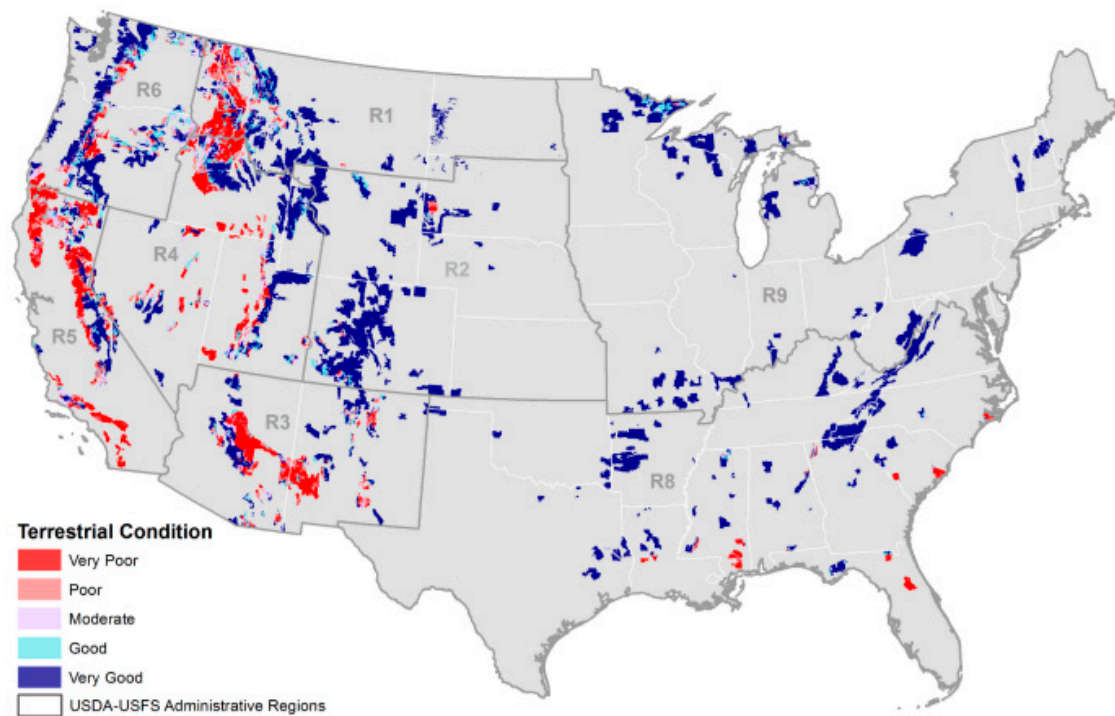 R6
R1
R4
R2
R9
R5
R3
R8
Terrestrial Condition
Very Poor
Poor
Moderate
Good
Very Good
USDA-USFS Administrative Regions